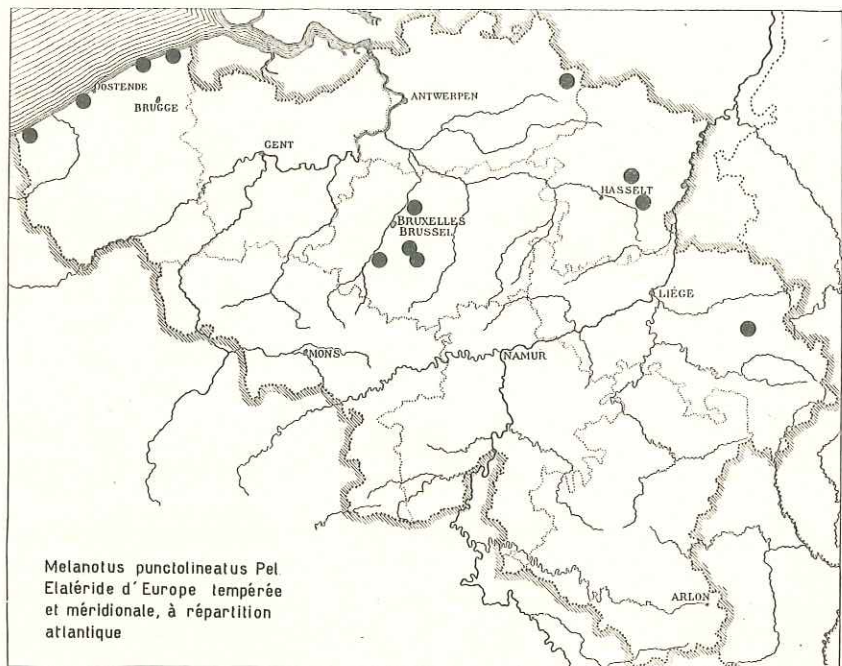 OSTENDE
BRUGGE
ANTWERPEN
GENT
HASSELT
BRUXELLES
BRUSSEL
LIÉGE
MONS
NAMUR
ARLON
Melanotus punctolineatus Pel
Elatéride d'Europe tempérée
et méridionale, à répartition
atlantique